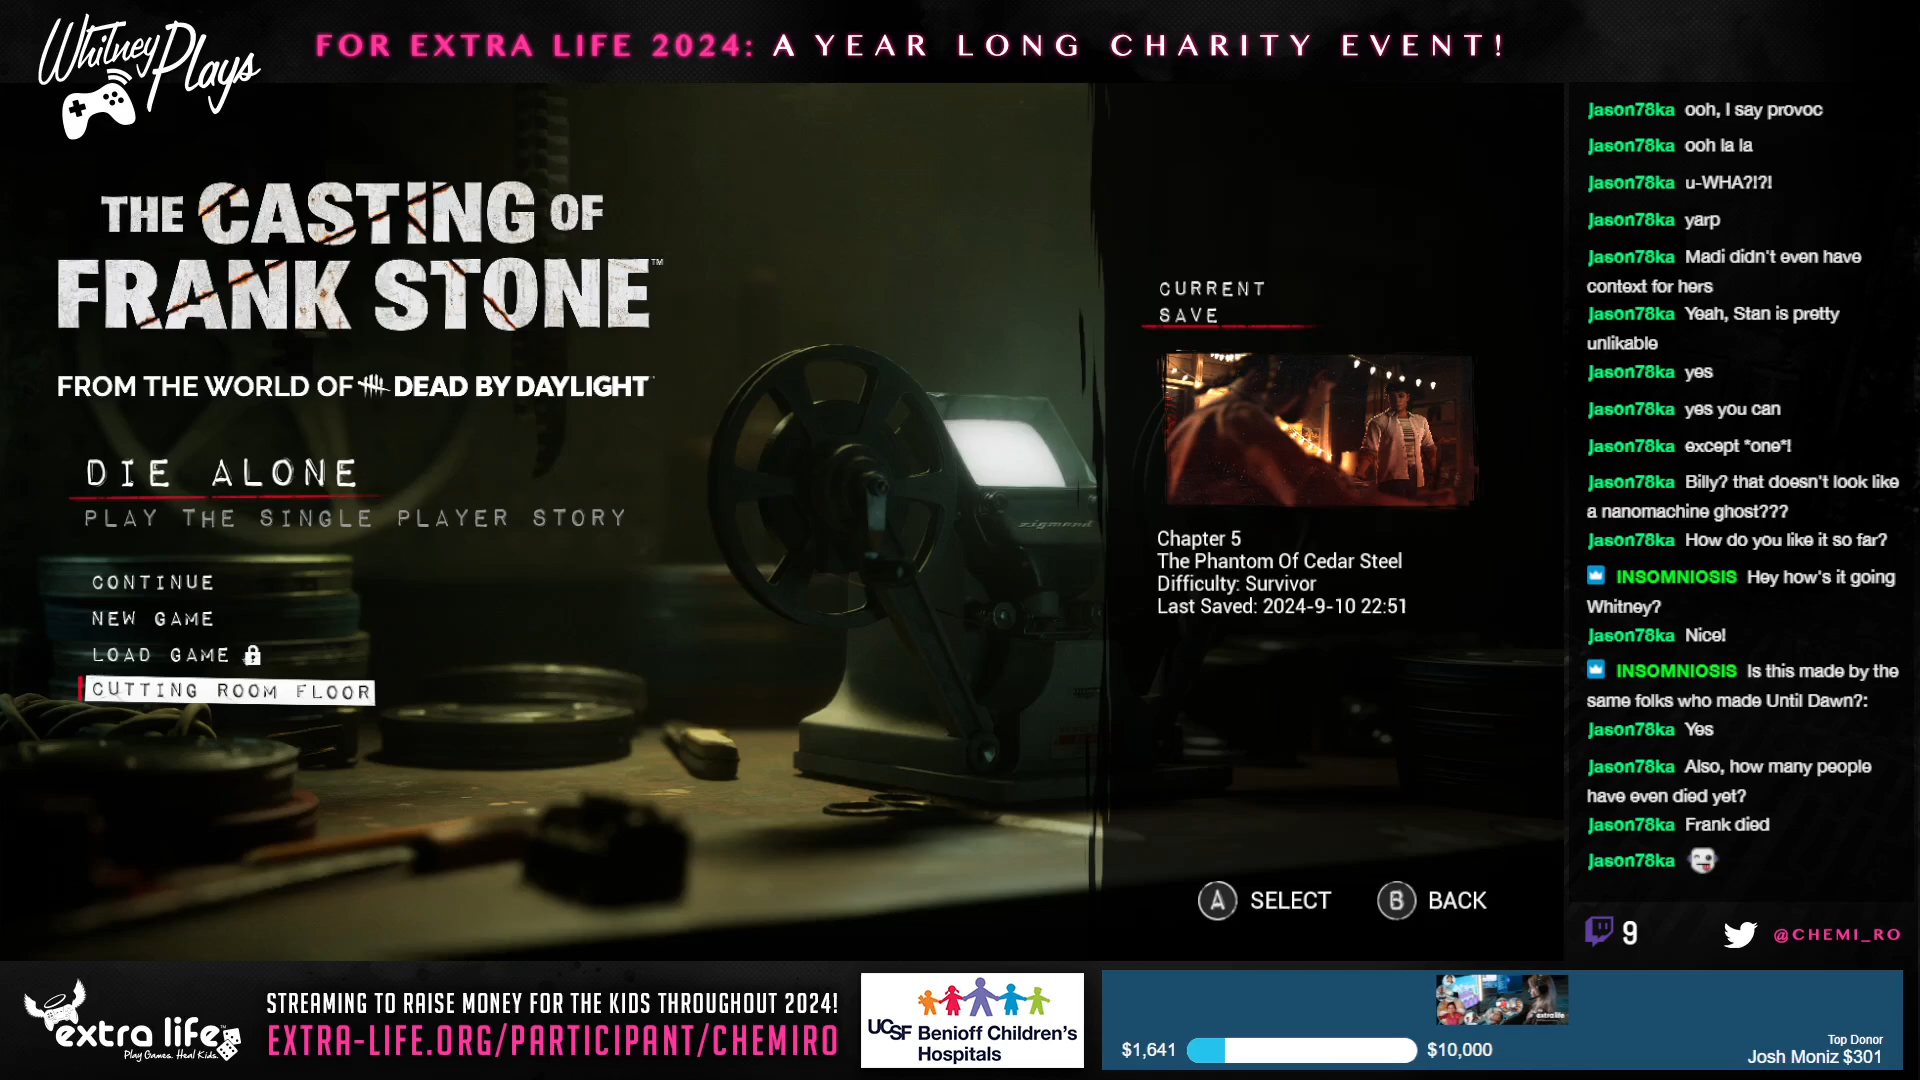 Whitney Plays
FOR EXTRA LIFE 2024: A YEAR LONG CHARITY EVENT!
THE CASTING OF
FRANK STONE™
FROM THE WORLD OF DEAD BY DAYLIGHT
DIE ALONE
PLAY THE SINGLE PLAYER STORY
CONTINUE
NEW GAME
LOAD GAME
CUTTING ROOM FLOOR
zigmond
CURRENT
SAVE
Chapter 5
The Phantom Of Cedar Steel
Difficulty: Survivor
Last Saved: 2024-9-10 22:51
A SELECT B BACK
Jason78ka ooh, I say provoc
Jason78ka ooh la la
Jason78ka u-WHA?!?!
Jason78ka yarp
Jason78ka Madi didn't even have
context for hers
Jason78ka Yeah, Stan is pretty
unlikable
Jason78ka yes
Jason78ka yes you can
Jason78ka except *one*!
Jason78ka Billy? that doesn't look like
a nanomachine ghost???
Jason78ka How do you like it so far?
INSOMNIOSIS Hey how's it going
Whitney?
Jason78ka Nice!
INSOMNIOSIS Is this made by the
same folks who made Until Dawn?:
Jason78ka Yes
Jason78ka Also, how many people
have even died yet?
Jason78ka Frank died
Jason78ka
9
@CHEMI_RO
extra life
Play Games. Heal Kids.
STREAMING TO RAISE MONEY FOR THE KIDS THROUGHOUT 2024!
EXTRA-LIFE.ORG/PARTICIPANT/CHEMIRO
UCSF Benioff Children's
Hospitals
$1,641
$10,000
Top Donor
Josh Moniz $301